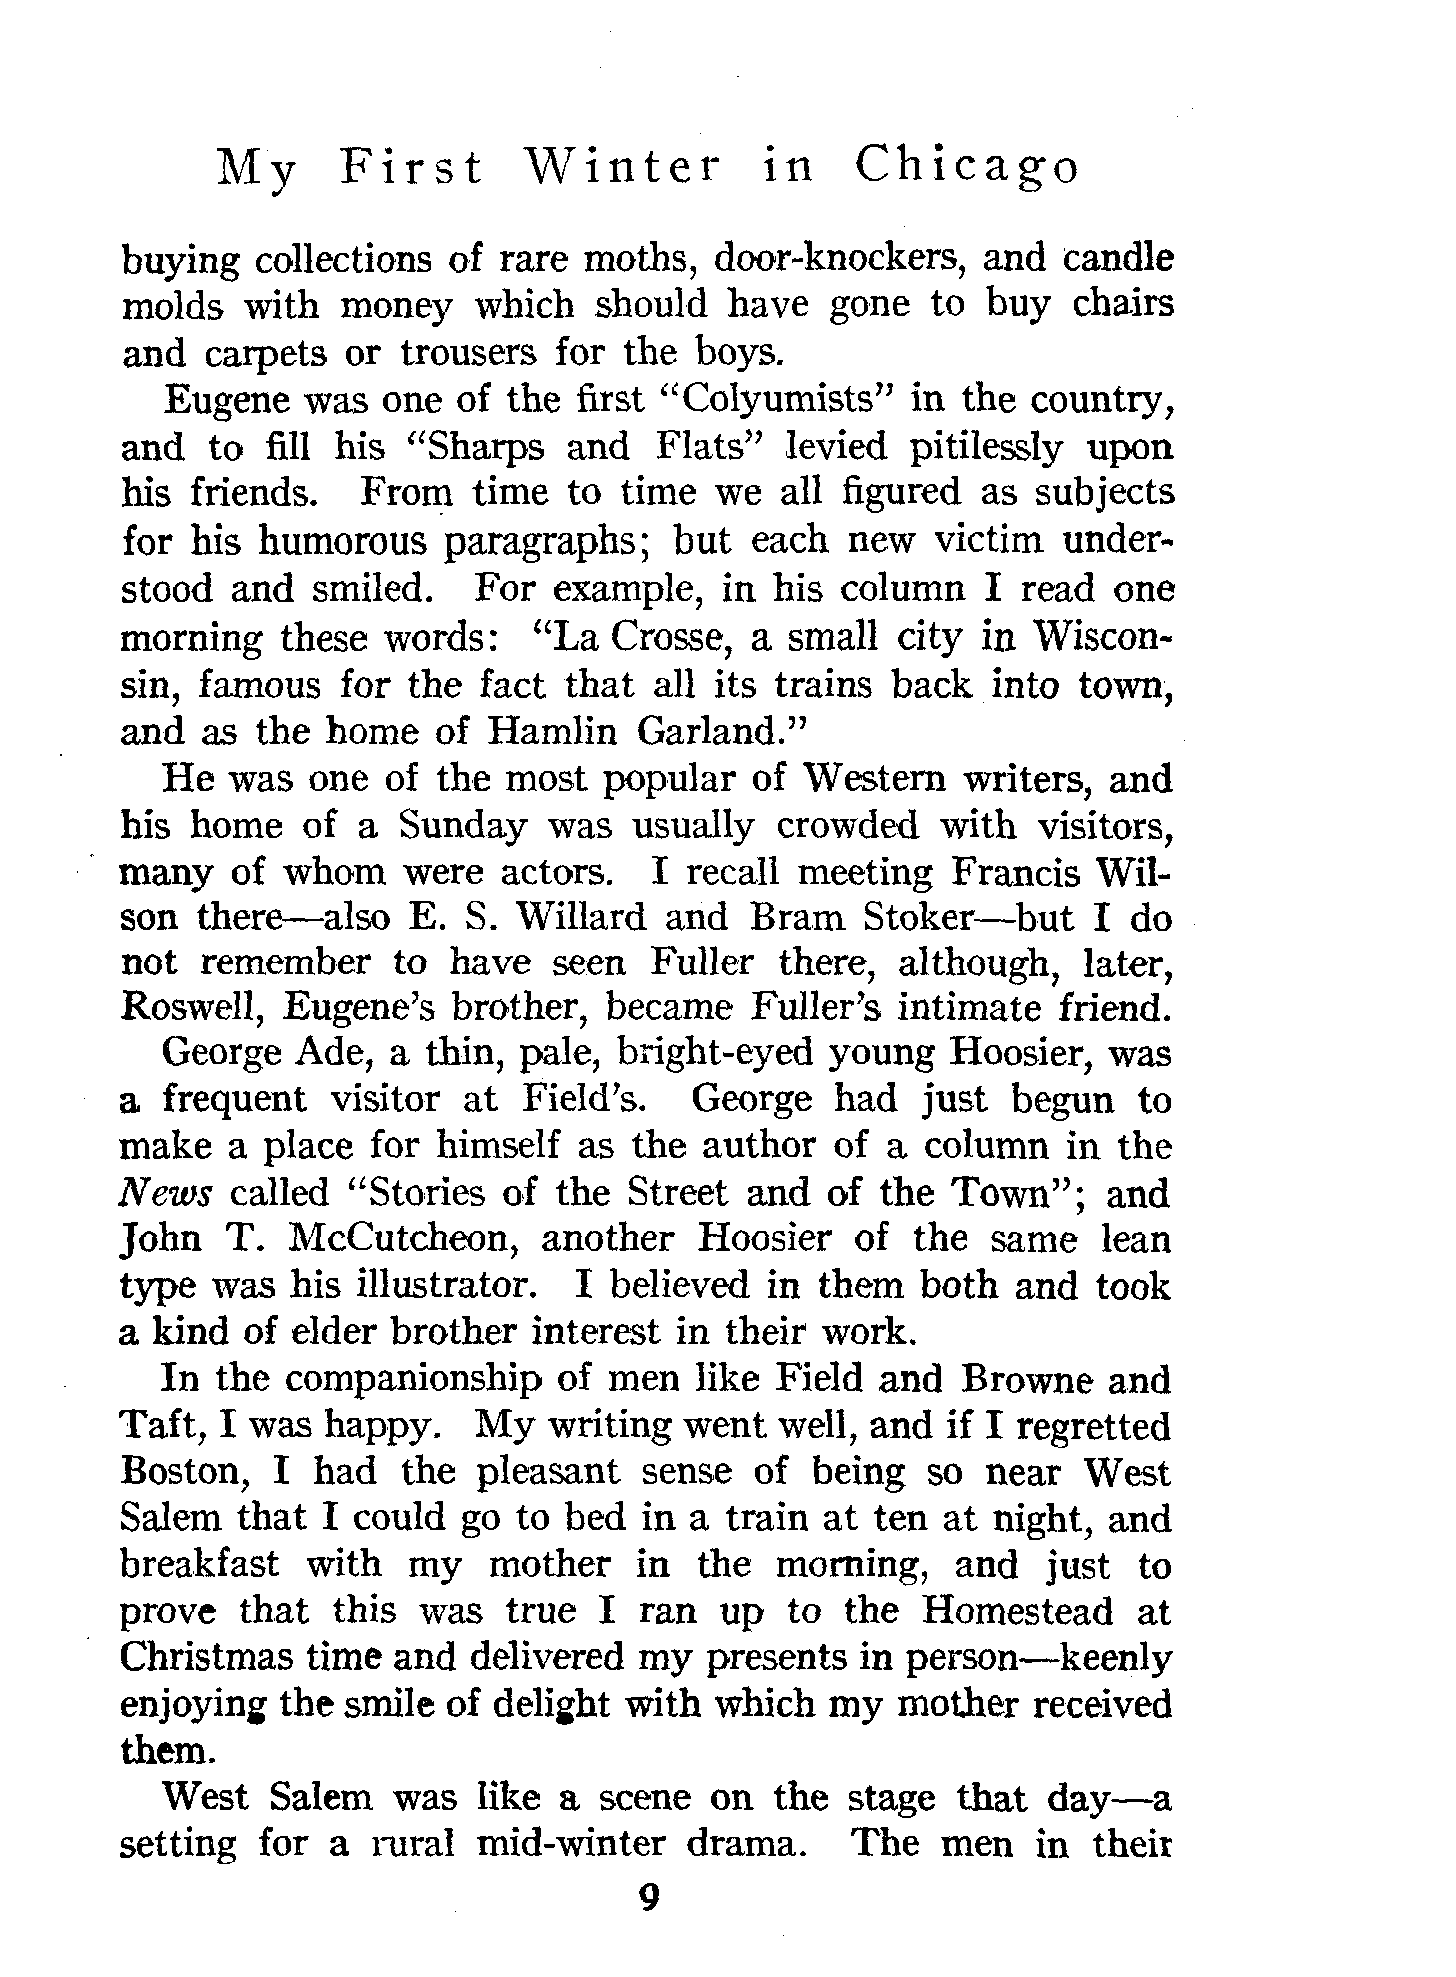 My First Winter in Chicago
buying collections of rare moths, door-knockers, and candle
molds with money which should have gone to buy chairs
and carpets or trousers for the boys.
Eugene was one of the first “Colyumists” in the country,
and to fill his “Sharps and Flats” levied pitilessly upon
his friends. From time to time we all figured as subjects
for his humorous paragraphs; but each new victim under-
stood and smiled. For example, in his column I read one
morning these words: “La Crosse, a small city in Wiscon-
sin, famous for the fact that all its trains back into town,
and as the home of Hamlin Garland.”
He was one of the most popular of Western writers, and
his home of a Sunday was usually crowded with visitors,
many of whom were actors. I recall meeting Francis Wil-
son there—also E. S. Willard and Bram Stoker—but I do
not remember to have seen Fuller there, although, later,
Roswell, Eugene’s brother, became Fuller’s intimate friend.
George Ade, a thin, pale, bright-eyed young Hoosier, was
a frequent visitor at Field’s. George had just begun to
make a place for himself as the author of a column in the
News called “Stories of the Street and of the Town”; and
John T. McCutcheon, another Hoosier of the same lean
type was his illustrator. I believed in them both and took
a kind of elder brother interest in their work.
In the companionship of men like Field and Browne and
Taft, I was happy. My writing went well, and if I regretted
Boston, I had the pleasant sense of being so near West
Salem that I could go to bed in a train at ten at night, and
breakfast with my mother in the morning, and just to
prove that this was true I ran up to the Homestead at
Christmas time and delivered my presents in person—keenly
enjoying the smile of delight with which my mother received
them.
West Salem was like a scene on the stage that day—a
setting for a rural mid-winter drama. The men in their
9